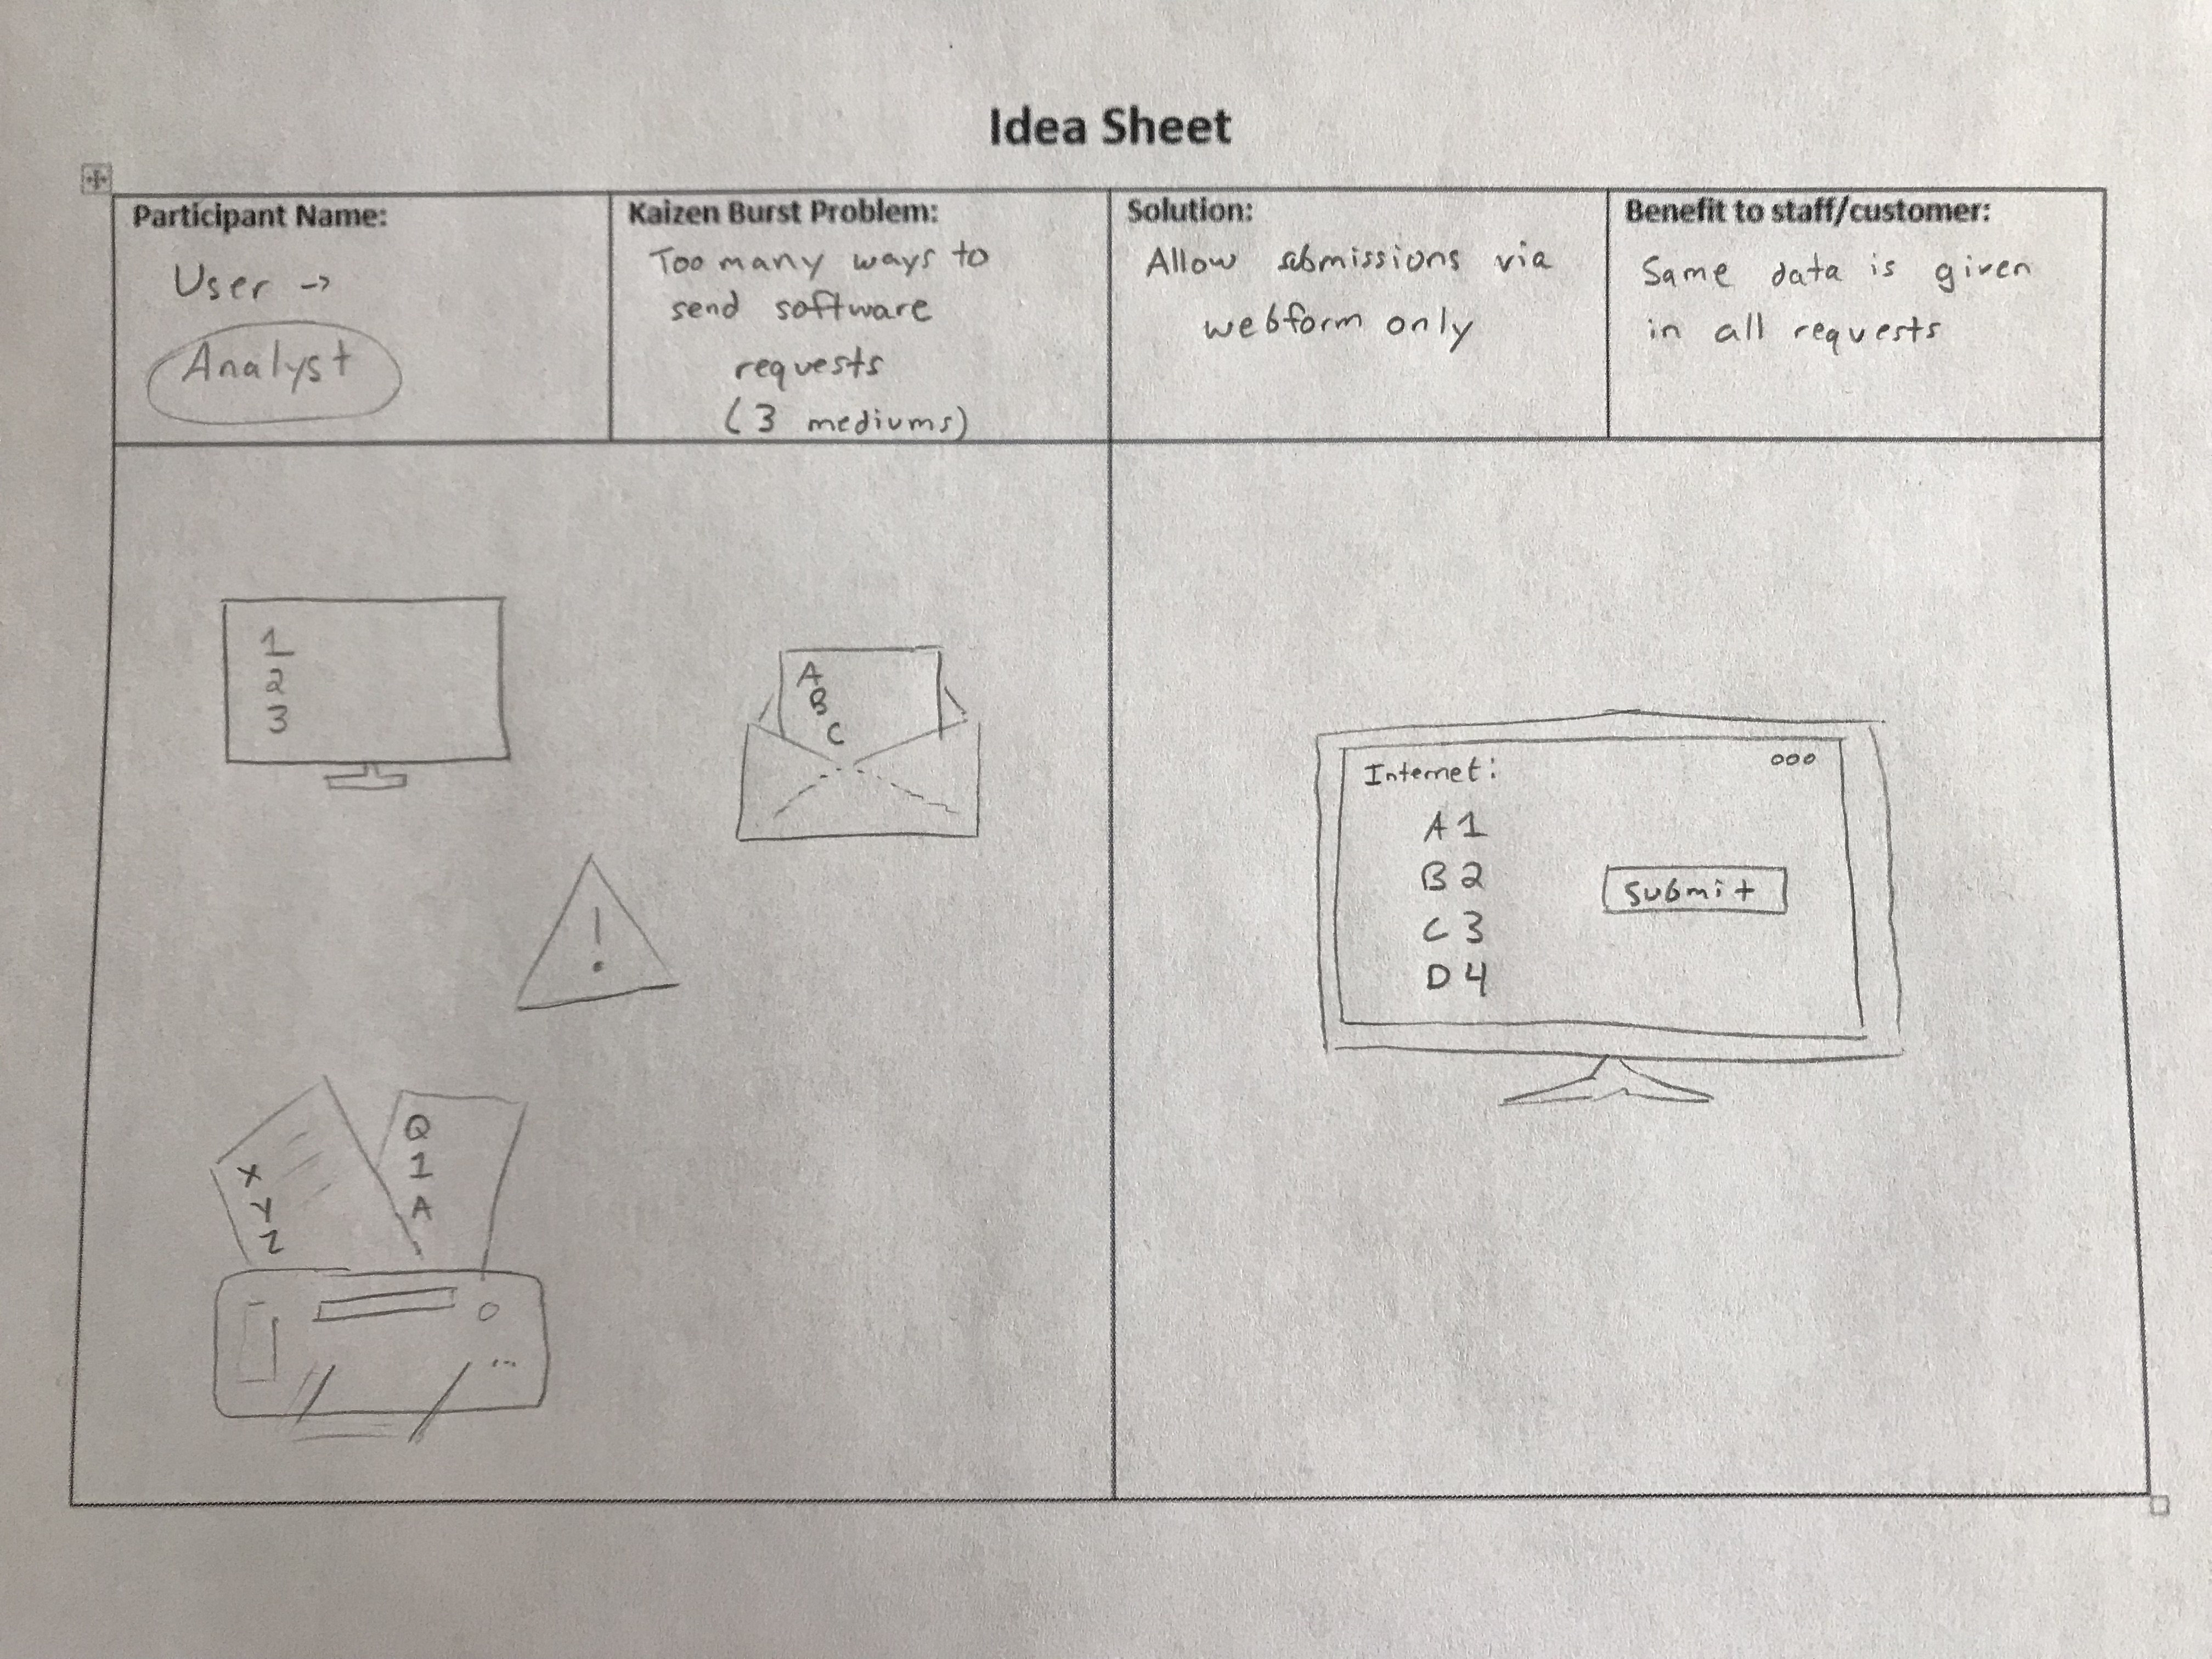 Idea Sheet
Participant Name:
User ->
Analyst
Kaizen Burst Problem:
Too many ways to
send software
requests
(3 mediums)
Solution:
Allow submissions via
webform only
Benefit to staff/customer:
Same data is given
in all requests
1
2
3
A
B
C
!
X
Y
Z
Q
1
A
...
Internet:
ooo
A 1
B 2
C 3
D 4
Submit